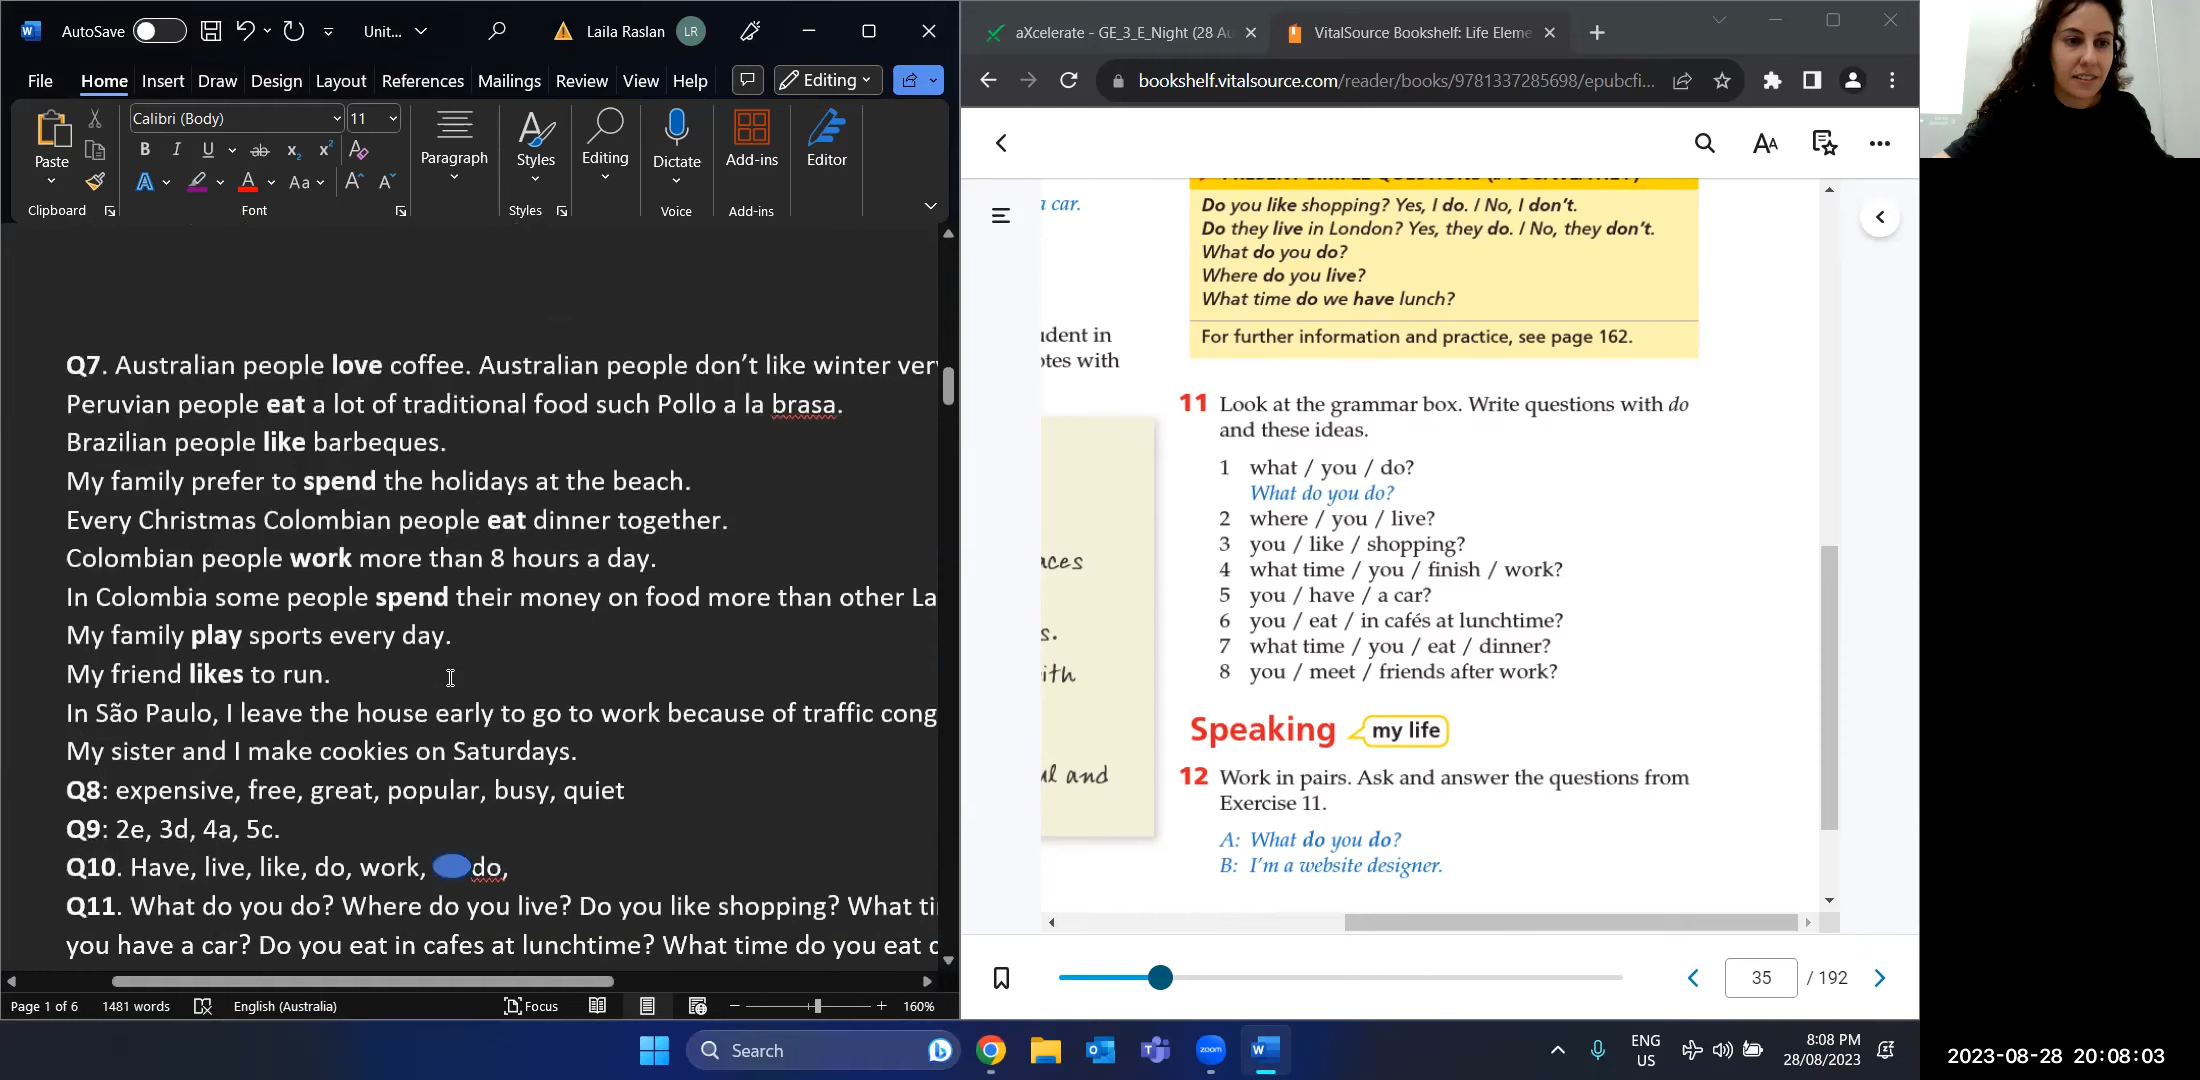 AutoSave
Unit...
Laila Raslan
LR
File Home Insert Draw Design Layout References Mailings Review View Help
Editing
Calibri (Body) 11
Paste
Paragraph
Styles
Editing
Dictate
Add-ins
Editor
Clipboard
Font
Styles
Voice
Add-ins
Q7. Australian people love coffee. Australian people don't like winter ver
Peruvian people eat a lot of traditional food such Pollo a la brasa.
Brazilian people like barbeques.
My family prefer to spend the holidays at the beach.
Every Christmas Colombian people eat dinner together.
Colombian people work more than 8 hours a day.
In Colombia some people spend their money on food more than other La
My family play sports every day.
My friend likes to run.
In São Paulo, I leave the house early to go to work because of traffic cong
My sister and I make cookies on Saturdays.
Q8: expensive, free, great, popular, busy, quiet
Q9: 2e, 3d, 4a, 5c.
Q10. Have, live, like, do, work, do,
Q11. What do you do? Where do you live? Do you like shopping? What ti
you have a car? Do you eat in cafes at lunchtime? What time do you eat
Page 1 of 6 1481 words English (Australia) Focus 160%
aXcelerate - GE_3_E_Night (28 Au
VitalSource Bookshelf: Life Eleme
bookshelf.vitalsource.com/reader/books/9781337285698/epubcfi...
a car.
PRESENT SIMPLE QUESTIONS (I/YOU/WE/THEY)
Do you like shopping? Yes, I do. / No, I don't.
Do they live in London? Yes, they do. / No, they don't.
What do you do?
Where do you live?
What time do we have lunch?
For further information and practice, see page 162.
udent in
otes with
aces
s.
ith
ul and
11 Look at the grammar box. Write questions with do
and these ideas.
1 what / you / do?
What do you do?
2 where / you / live?
3 you / like / shopping?
4 what time / you / finish / work?
5 you / have / a car?
6 you / eat / in cafés at lunchtime?
7 what time / you / eat / dinner?
8 you / meet / friends after work?
Speaking my life
12 Work in pairs. Ask and answer the questions from
Exercise 11.
A: What do you do?
B: I'm a website designer.
35 / 192
Search
zoom
ENG
US
8:08 PM
28/08/2023
2023-08-28 20:08:03